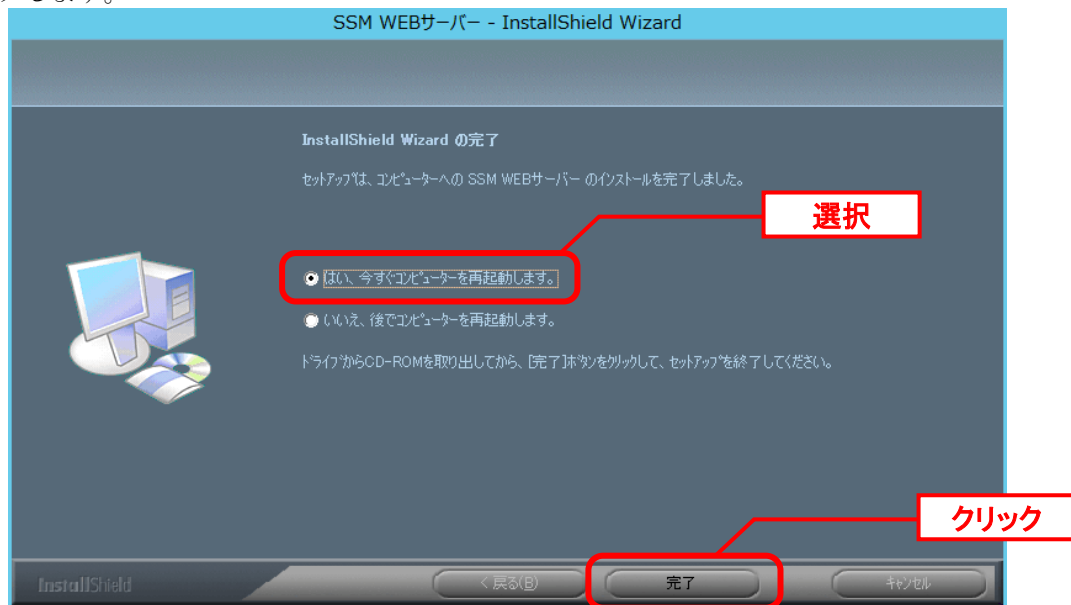 します。
SSM WEBサーバー - InstallShield Wizard
InstallShield Wizard の完了
セットアップは、コンピューターへの SSM WEBサーバー のインストールを完了しました。
選択
はい、今すぐコンピューターを再起動します。
いいえ、後でコンピューターを再起動します。
ドライブからCD-ROMを取り出してから、[完了]ボタンをクリックして、セットアップを終了してください。
クリック
InstallShield
< 戻る(B)
完了
キャンセル